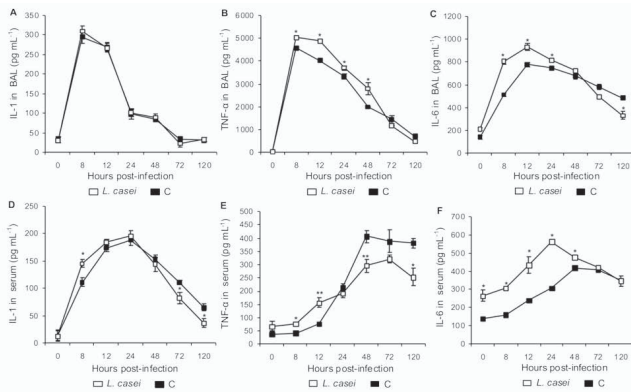 A
IL-1 in BAL (pg mL⁻¹)
350
300
250
200
150
100
50
0
0 8 12 24 48 72 120
Hours post-infection
L. casei C
B
TNF-α in BAL (pg mL⁻¹)
6000
5000
4000
3000
2000
1000
0
* * * *
0 8 12 24 48 72 120
Hours post-infection
L. casei C
C
IL-6 in BAL (pg mL⁻¹)
1200
1000
800
600
400
200
0
* * * *
0 8 12 24 48 72 120
Hours post-infection
L. casei C
D
IL-1 in serum (pg mL⁻¹)
250
200
150
100
50
0
* * *
0 8 12 24 48 72 120
Hours post-infection
L. casei C
E
TNF-α in serum (pg mL⁻¹)
500
450
400
350
300
250
200
150
100
50
0
* ** ** *
0 8 12 24 48 72 120
Hours post-infection
L. casei C
F
IL-6 in serum (pg mL⁻¹)
700
600
500
400
300
200
100
0
* * * * *
0 8 12 24 48 72 120
Hours post-infection
L. casei C